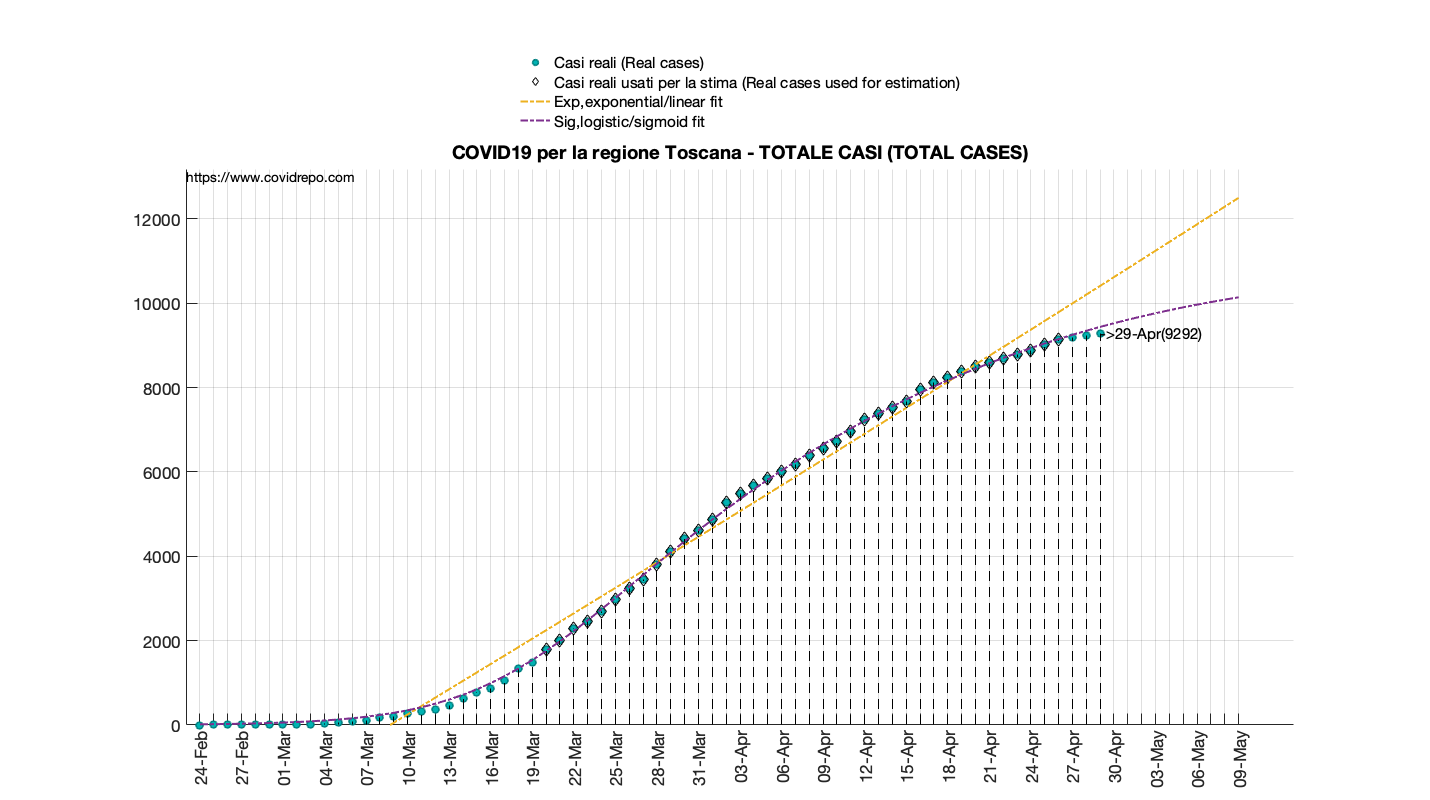 Casi reali (Real cases)
Casi reali usati per la stima (Real cases used for estimation)
Exp,exponential/linear fit
Sig,logistic/sigmoid fit
COVID19 per la regione Toscana - TOTALE CASI (TOTAL CASES)
https://www.covidrepo.com
12000
10000
8000
6000
4000
2000
0
>29-Apr(9292)
24-Feb
27-Feb
01-Mar
04-Mar
07-Mar
10-Mar
13-Mar
16-Mar
19-Mar
22-Mar
25-Mar
28-Mar
31-Mar
03-Apr
06-Apr
09-Apr
12-Apr
15-Apr
18-Apr
21-Apr
24-Apr
27-Apr
30-Apr
03-May
06-May
09-May